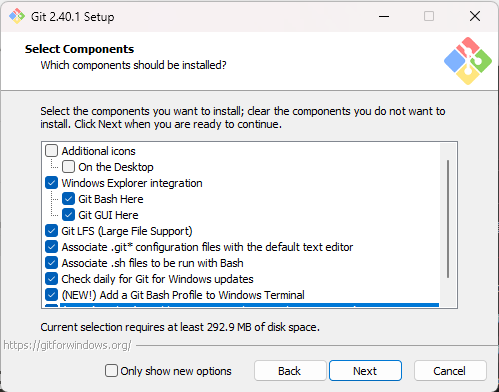 Git 2.40.1 Setup
Select Components
Which components should be installed?
Select the components you want to install; clear the components you do not want to
install. Click Next when you are ready to continue.
Additional icons
On the Desktop
Windows Explorer integration
Git Bash Here
Git GUI Here
Git LFS (Large File Support)
Associate .git* configuration files with the default text editor
Associate .sh files to be run with Bash
Check daily for Git for Windows updates
(NEW!) Add a Git Bash Profile to Windows Terminal
Current selection requires at least 292.9 MB of disk space.
https://gitforwindows.org/
Only show new options
Back
Next
Cancel